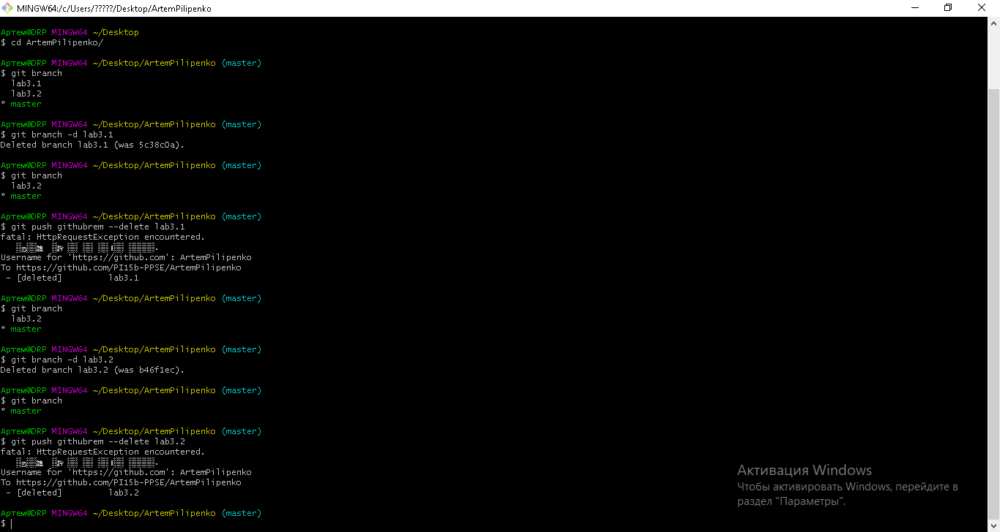 MINGW64:/c/Users/?????/Desktop/ArtemPilipenko
Артем@DRP MINGW64 ~/Desktop
$ cd ArtemPilipenko/
Артем@DRP MINGW64 ~/Desktop/ArtemPilipenko (master)
$ git branch
lab3.1
lab3.2
* master
Артем@DRP MINGW64 ~/Desktop/ArtemPilipenko (master)
$ git branch -d lab3.1
Deleted branch lab3.1 (was 5c38c0a).
Артем@DRP MINGW64 ~/Desktop/ArtemPilipenko (master)
$ git branch
lab3.2
* master
Артем@DRP MINGW64 ~/Desktop/ArtemPilipenko (master)
$ git push githubrem --delete lab3.1
fatal: HttpRequestException encountered.
Username for 'https://github.com': ArtemPilipenko
To https://github.com/PI15b-PPSE/ArtemPilipenko
- [deleted] lab3.1
Артем@DRP MINGW64 ~/Desktop/ArtemPilipenko (master)
$ git branch
lab3.2
* master
Артем@DRP MINGW64 ~/Desktop/ArtemPilipenko (master)
$ git branch -d lab3.2
Deleted branch lab3.2 (was b46f1ec).
Артем@DRP MINGW64 ~/Desktop/ArtemPilipenko (master)
$ git branch
* master
Артем@DRP MINGW64 ~/Desktop/ArtemPilipenko (master)
$ git push githubrem --delete lab3.2
fatal: HttpRequestException encountered.
Username for 'https://github.com': ArtemPilipenko
To https://github.com/PI15b-PPSE/ArtemPilipenko
- [deleted] lab3.2
Артем@DRP MINGW64 ~/Desktop/ArtemPilipenko (master)
$
Активация Windows
Чтобы активировать Windows, перейдите в
раздел "Параметры".